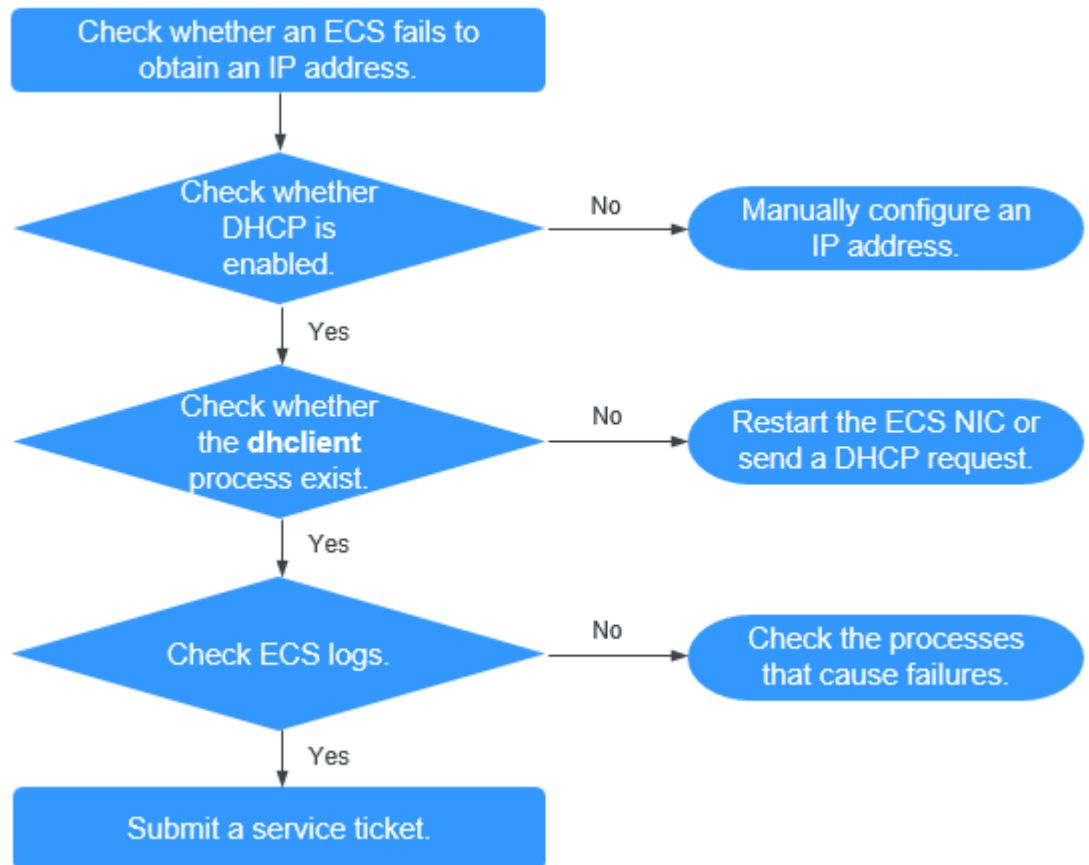 Check whether an ECS fails to
obtain an IP address.
Check whether
DHCP is
enabled.
No
Manually configure an
IP address.
Yes
Check whether
the dhclient
process exist.
No
Restart the ECS NIC or
send a DHCP request.
Yes
Check ECS logs.
No
Check the processes
that cause failures.
Yes
Submit a service ticket.